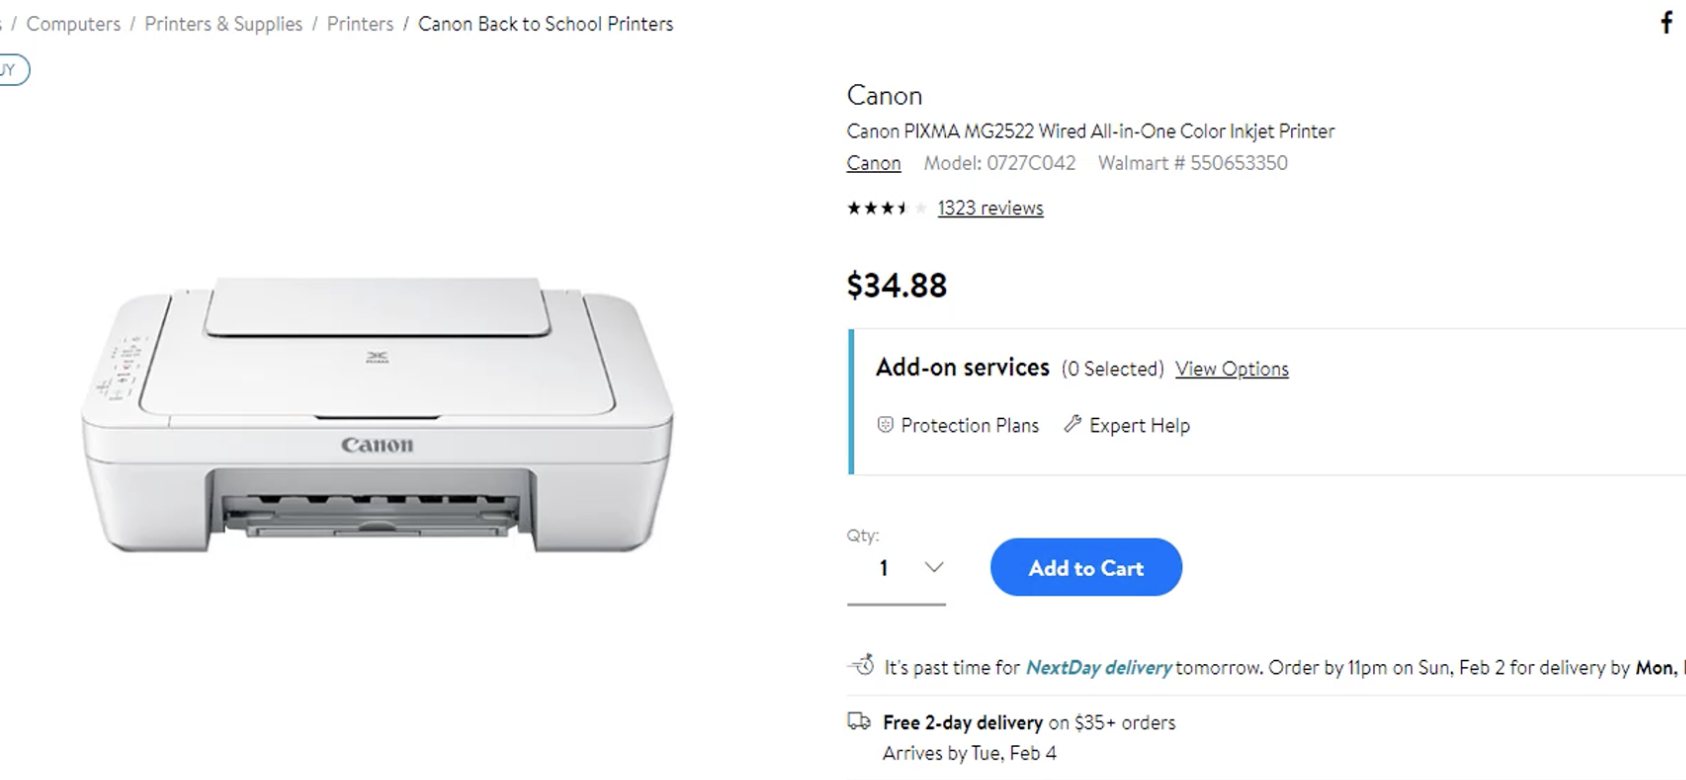 / Computers / Printers & Supplies / Printers / Canon Back to School Printers
f
UY
Canon
Canon PIXMA MG2522 Wired All-in-One Color Inkjet Printer
Canon Model: 0727C042 Walmart # 550653350
1323 reviews
$34.88
Add-on services (0 Selected) View Options
Protection Plans Expert Help
Canon
Qty:
1
Add to Cart
It's past time for NextDay delivery tomorrow. Order by 11pm on Sun, Feb 2 for delivery by Mon,
Free 2-day delivery on $35+ orders
Arrives by Tue, Feb 4